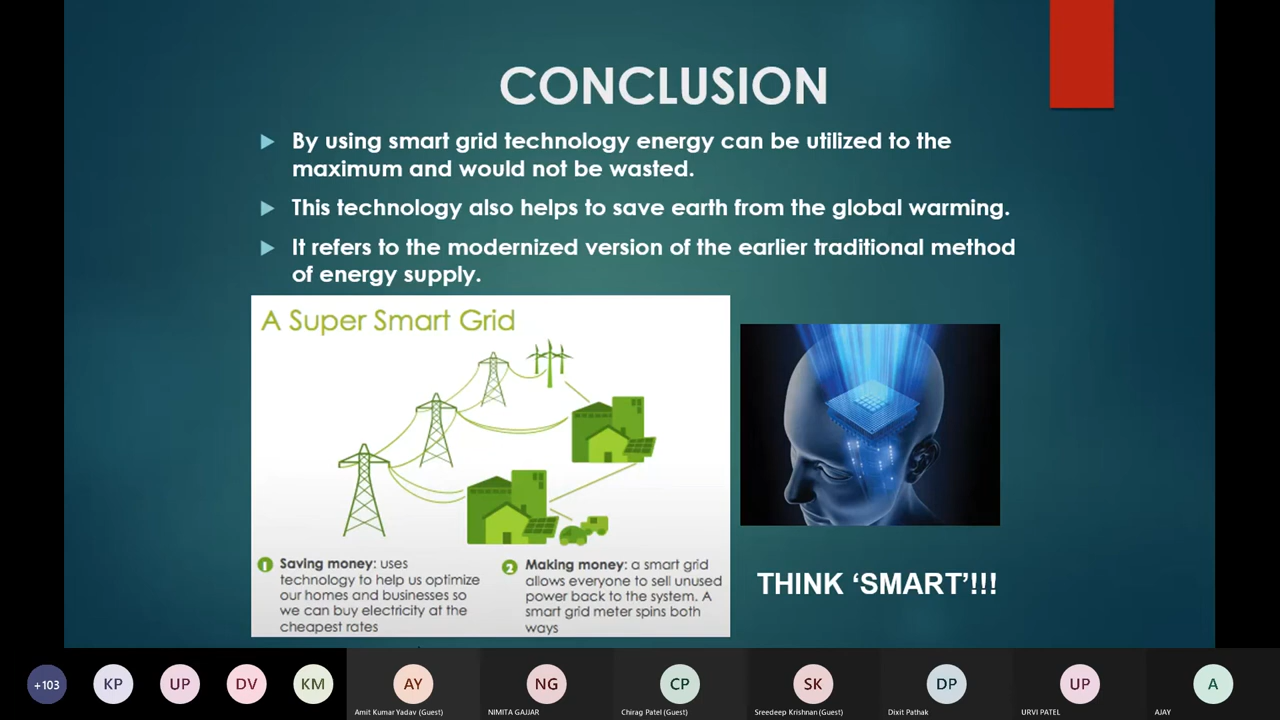 CONCLUSION
By using smart grid technology energy can be utilized to the
maximum and would not be wasted.
This technology also helps to save earth from the global warming.
It refers to the modernized version of the earlier traditional method
of energy supply.
A Super Smart Grid
1 Saving money: uses
technology to help us optimize
our homes and businesses so
we can buy electricity at the
cheapest rates
2 Making money: a smart grid
allows everyone to sell unused
power back to the system. A
smart grid meter spins both
ways
THINK ‘SMART’!!!
+103
KP
UP
DV
KM
AY
Amit Kumar Yadav (Guest)
NG
NIMITA GAJJAR
CP
Chirag Patel (Guest)
SK
Sreedeep Krishnan (Guest)
DP
Dixit Pathak
UP
URVI PATEL
A
AJAY